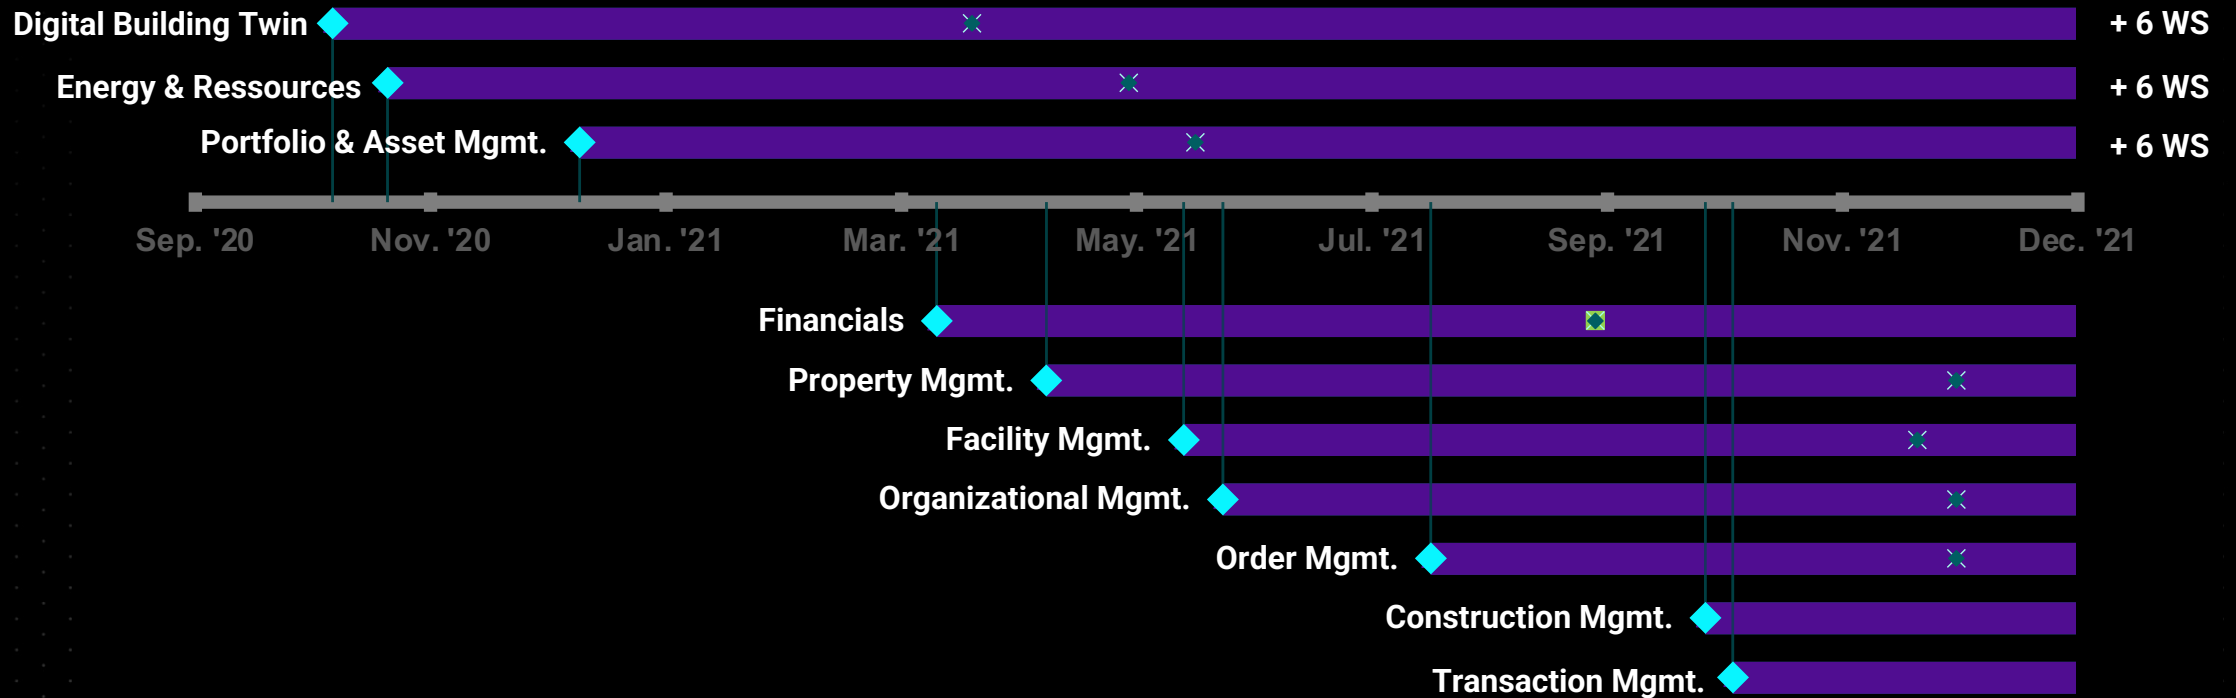 Digital Building Twin
+ 6 WS
Energy & Ressources
+ 6 WS
Portfolio & Asset Mgmt.
+ 6 WS
Sep. '20 Nov. '20 Jan. '21 Mar. '21 May. '21 Jul. '21 Sep. '21 Nov. '21 Dec. '21
Financials
Property Mgmt.
Facility Mgmt.
Organizational Mgmt.
Order Mgmt.
Construction Mgmt.
Transaction Mgmt.